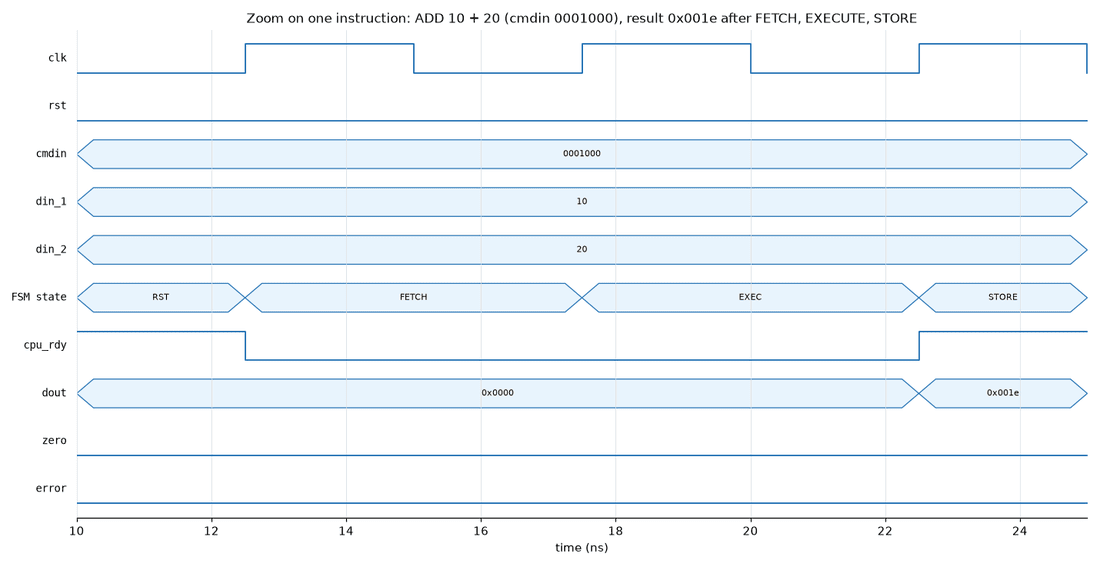 Zoom on one instruction: ADD 10 + 20 (cmdin 0001000), result 0x001e after FETCH, EXECUTE, STORE
clk
rst
cmdin 0001000
din_1 10
din_2 20
FSM state RST FETCH EXEC STORE
cpu_rdy
dout 0x0000 0x001e
zero
error
10 12 14 16 18 20 22 24
time (ns)